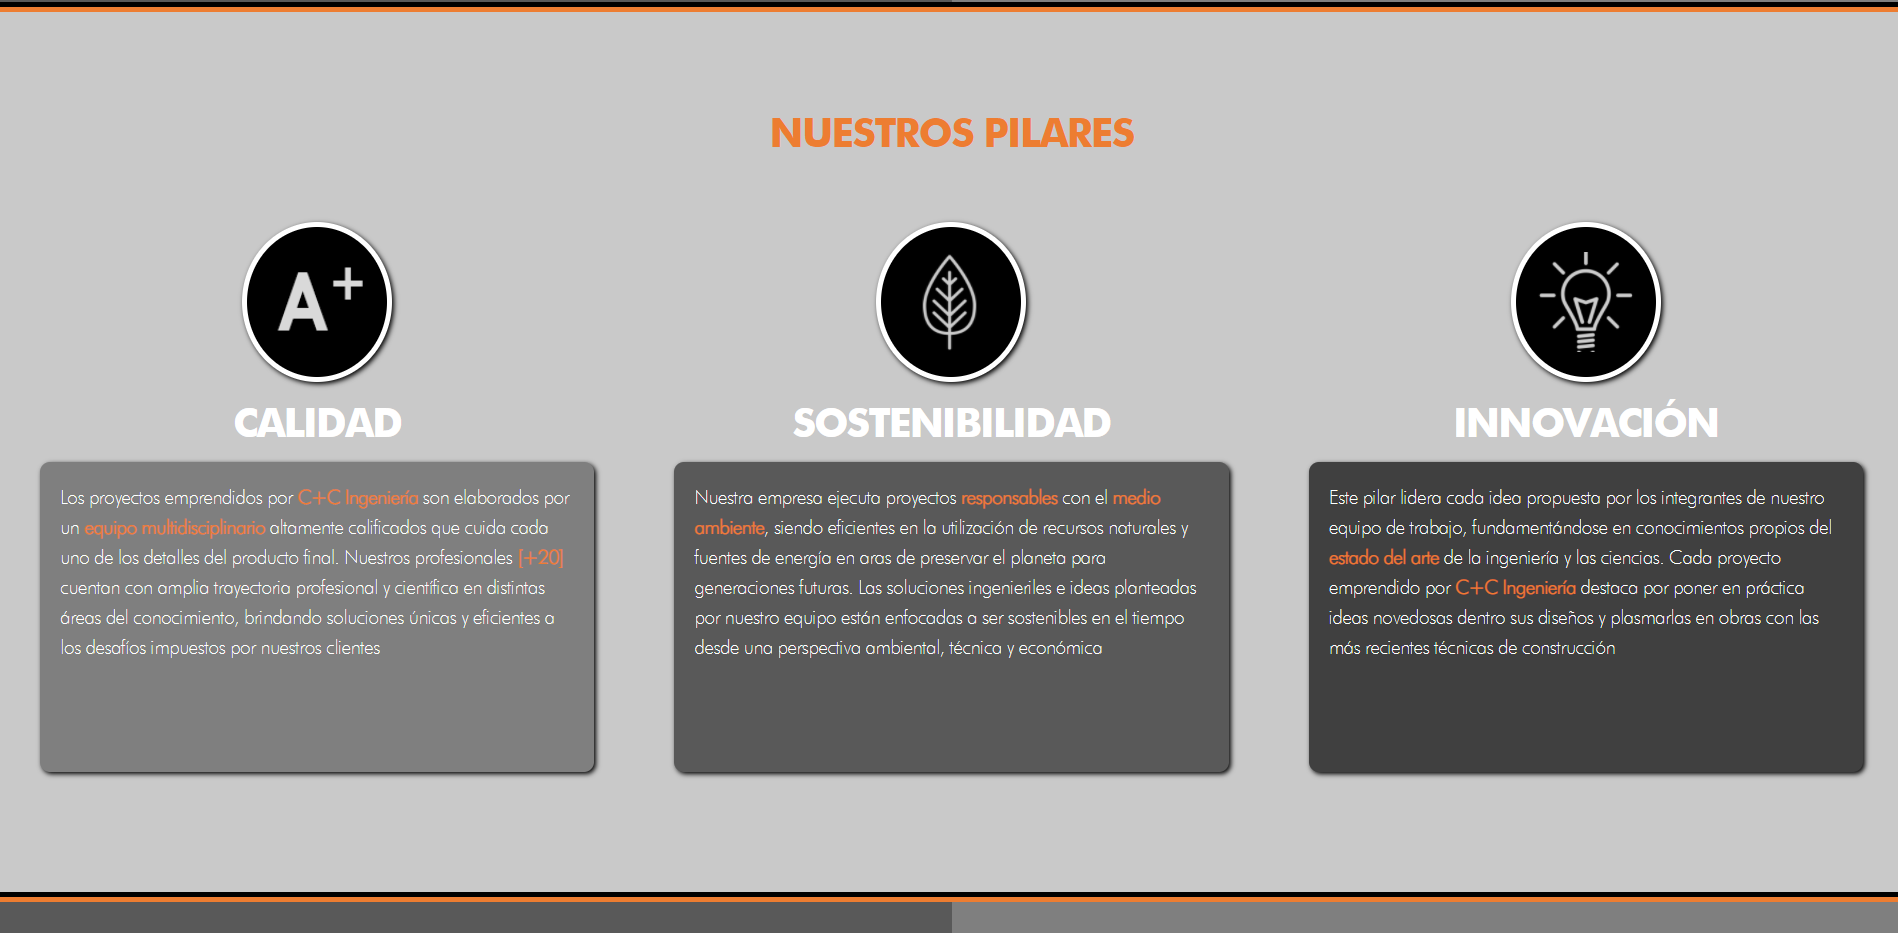 NUESTROS PILARES
A+
CALIDAD
Los proyectos emprendidos por C+C Ingeniería son elaborados por
un equipo multidisciplinario altamente calificados que cuida cada
uno de los detalles del producto final. Nuestros profesionales [+20]
cuentan con amplia trayectoria profesional y científica en distintas
áreas del conocimiento, brindando soluciones únicas y eficientes a
los desafíos impuestos por nuestros clientes
SOSTENIBILIDAD
Nuestra empresa ejecuta proyectos responsables con el medio
ambiente, siendo eficientes en la utilización de recursos naturales y
fuentes de energía en aras de preservar el planeta para
generaciones futuras. Las soluciones ingenieriles e ideas planteadas
por nuestro equipo están enfocadas a ser sostenibles en el tiempo
desde una perspectiva ambiental, técnica y económica
INNOVACIÓN
Este pilar lidera cada idea propuesta por los integrantes de nuestro
equipo de trabajo, fundamentándose en conocimientos propios del
estado del arte de la ingeniería y las ciencias. Cada proyecto
emprendido por C+C Ingeniería destaca por poner en práctica
ideas novedosas dentro sus diseños y plasmarlas en obras con las
más recientes técnicas de construcción